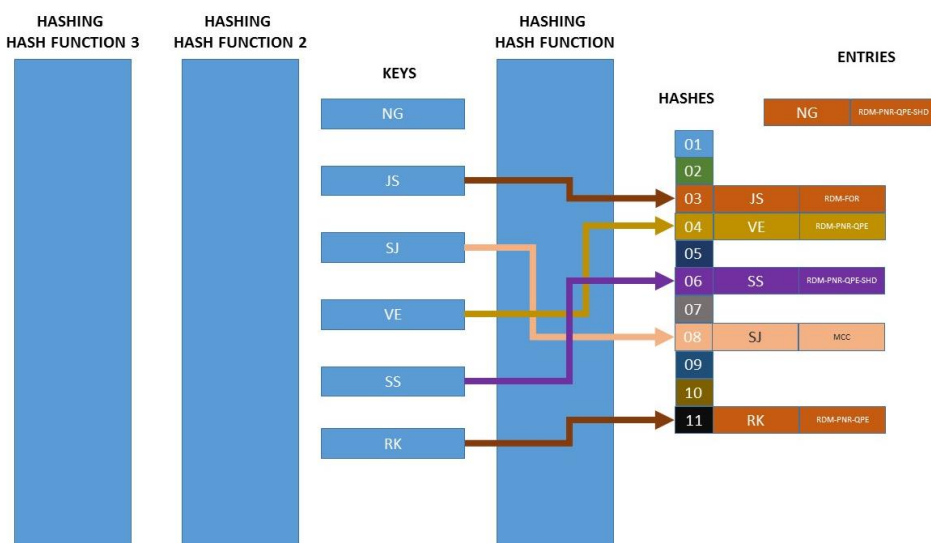 HASHING
HASH FUNCTION 3
HASHING
HASH FUNCTION 2
HASHING
HASH FUNCTION
KEYS
NG
JS
SJ
VE
SS
RK
HASHES
ENTRIES
NG RDM-PNR-QPE-SHD
01
02
03 JS RDM-FOR
04 VE RDM-PNR-QPE
05
06 SS RDM-PNR-QPE-SHD
07
08 SJ MCC
09
10
11 RK RDM-PNR-QPE